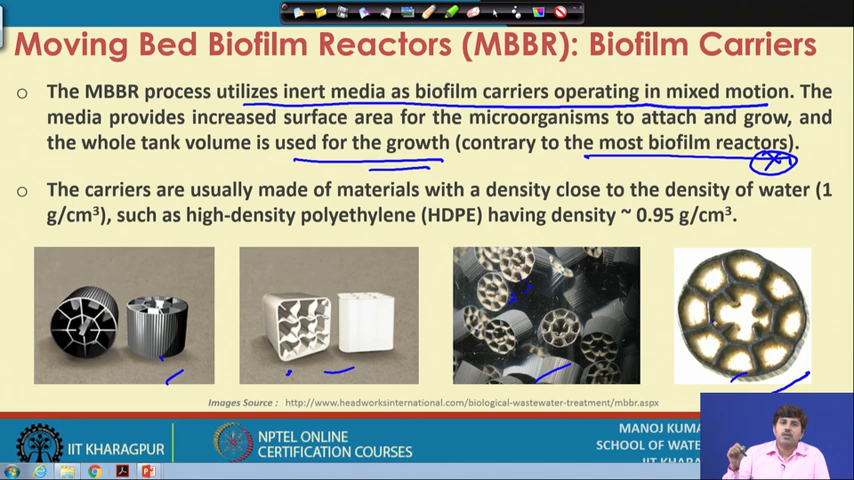 Moving Bed Biofilm Reactors (MBBR): Biofilm Carriers
o The MBBR process utilizes inert media as biofilm carriers operating in mixed motion. The
media provides increased surface area for the microorganisms to attach and grow, and
the whole tank volume is used for the growth (contrary to the most biofilm reactors).
o The carriers are usually made of materials with a density close to the density of water (1
g/cm³), such as high-density polyethylene (HDPE) having density ~ 0.95 g/cm³.
Images Source : http://www.headworksinternational.com/biological-wastewater-treatment/mbbr.aspx
IIT KHARAGPUR
NPTEL ONLINE
CERTIFICATION COURSES
MANOJ KUMA
SCHOOL OF WATE
IIT KHARA